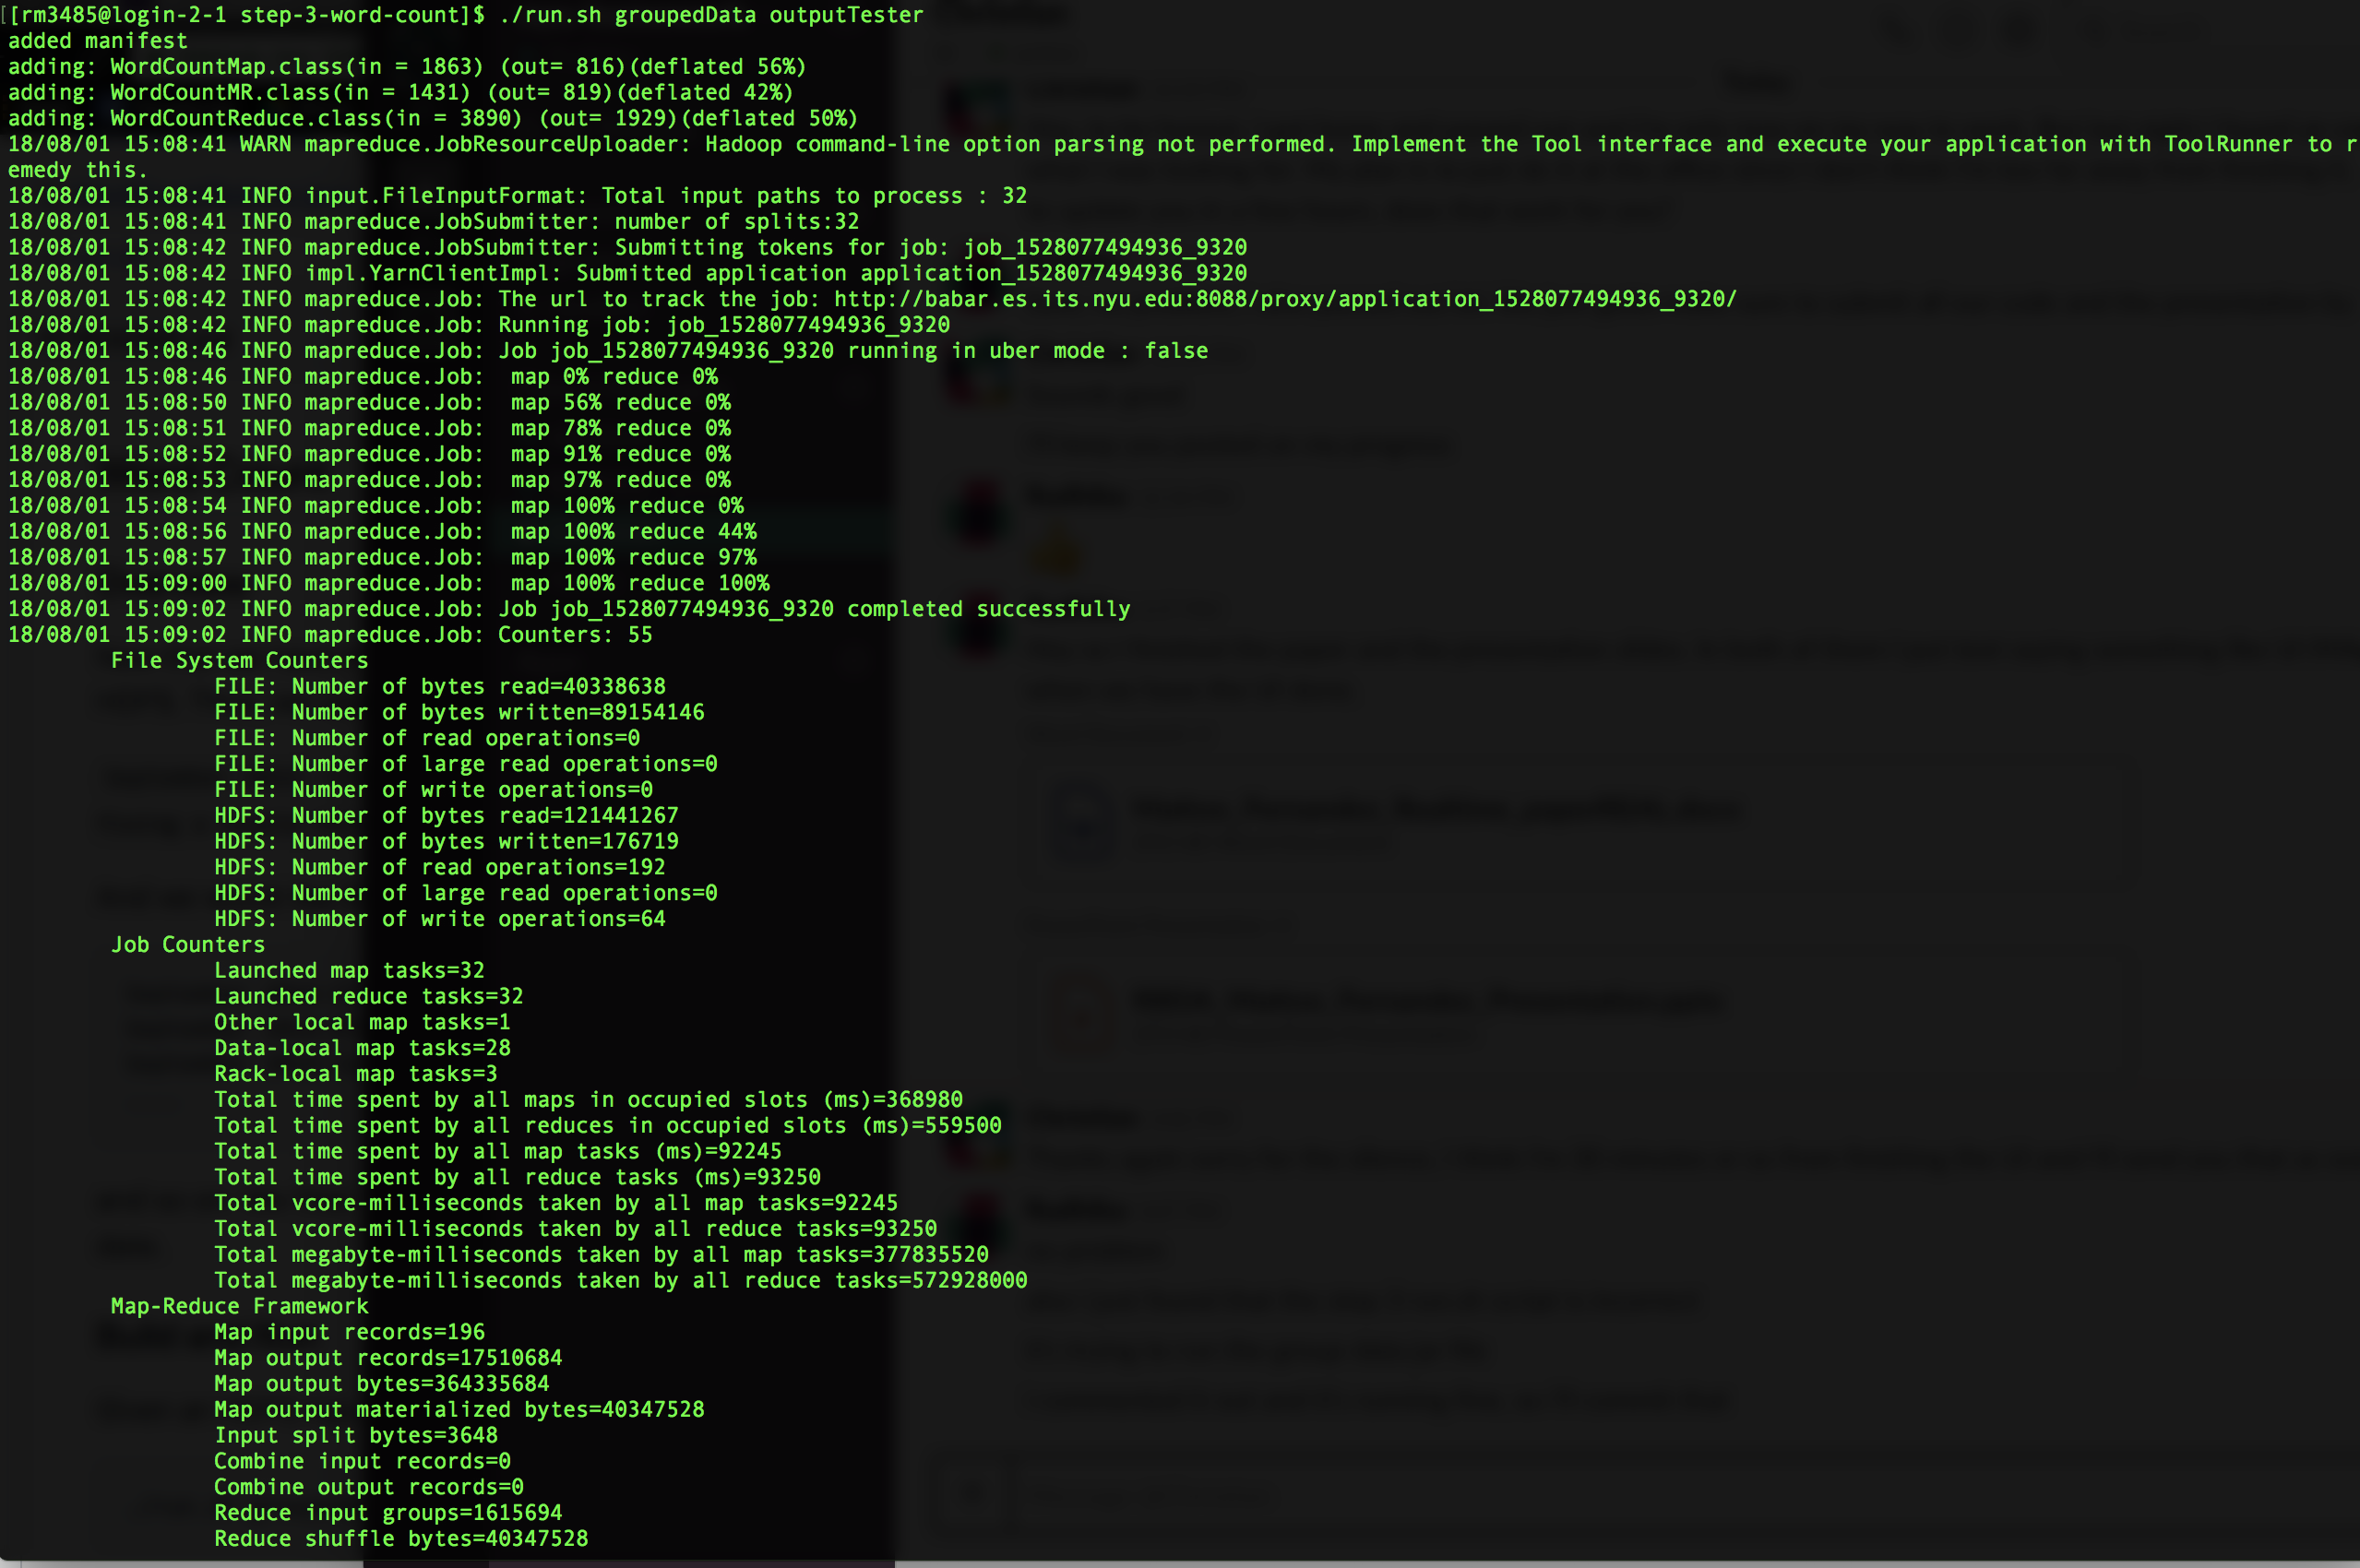 [[rm3485@login-2-1 step-3-word-count]$ ./run.sh groupedData outputTester
added manifest
adding: WordCountMap.class(in = 1863) (out= 816)(deflated 56%)
adding: WordCountMR.class(in = 1431) (out= 819)(deflated 42%)
adding: WordCountReduce.class(in = 3890) (out= 1929)(deflated 50%)
18/08/01 15:08:41 WARN mapreduce.JobResourceUploader: Hadoop command-line option parsing not performed. Implement the Tool interface and execute your application with ToolRunner to r
emedy this.
18/08/01 15:08:41 INFO input.FileInputFormat: Total input paths to process : 32
18/08/01 15:08:41 INFO mapreduce.JobSubmitter: number of splits:32
18/08/01 15:08:42 INFO mapreduce.JobSubmitter: Submitting tokens for job: job_1528077494936_9320
18/08/01 15:08:42 INFO impl.YarnClientImpl: Submitted application application_1528077494936_9320
18/08/01 15:08:42 INFO mapreduce.Job: The url to track the job: http://babar.es.its.nyu.edu:8088/proxy/application_1528077494936_9320/
18/08/01 15:08:42 INFO mapreduce.Job: Running job: job_1528077494936_9320
18/08/01 15:08:46 INFO mapreduce.Job: Job job_1528077494936_9320 running in uber mode : false
18/08/01 15:08:46 INFO mapreduce.Job:  map 0% reduce 0%
18/08/01 15:08:50 INFO mapreduce.Job:  map 56% reduce 0%
18/08/01 15:08:51 INFO mapreduce.Job:  map 78% reduce 0%
18/08/01 15:08:52 INFO mapreduce.Job:  map 91% reduce 0%
18/08/01 15:08:53 INFO mapreduce.Job:  map 97% reduce 0%
18/08/01 15:08:54 INFO mapreduce.Job:  map 100% reduce 0%
18/08/01 15:08:56 INFO mapreduce.Job:  map 100% reduce 44%
18/08/01 15:08:57 INFO mapreduce.Job:  map 100% reduce 97%
18/08/01 15:09:00 INFO mapreduce.Job:  map 100% reduce 100%
18/08/01 15:09:02 INFO mapreduce.Job: Job job_1528077494936_9320 completed successfully
18/08/01 15:09:02 INFO mapreduce.Job: Counters: 55
File System Counters
FILE: Number of bytes read=40338638
FILE: Number of bytes written=89154146
FILE: Number of read operations=0
FILE: Number of large read operations=0
FILE: Number of write operations=0
HDFS: Number of bytes read=121441267
HDFS: Number of bytes written=176719
HDFS: Number of read operations=192
HDFS: Number of large read operations=0
HDFS: Number of write operations=64
Job Counters
Launched map tasks=32
Launched reduce tasks=32
Other local map tasks=1
Data-local map tasks=28
Rack-local map tasks=3
Total time spent by all maps in occupied slots (ms)=368980
Total time spent by all reduces in occupied slots (ms)=559500
Total time spent by all map tasks (ms)=92245
Total time spent by all reduce tasks (ms)=93250
Total vcore-milliseconds taken by all map tasks=92245
Total vcore-milliseconds taken by all reduce tasks=93250
Total megabyte-milliseconds taken by all map tasks=377835520
Total megabyte-milliseconds taken by all reduce tasks=572928000
Map-Reduce Framework
Map input records=196
Map output records=17510684
Map output bytes=364335684
Map output materialized bytes=40347528
Input split bytes=3648
Combine input records=0
Combine output records=0
Reduce input groups=1615694
Reduce shuffle bytes=40347528